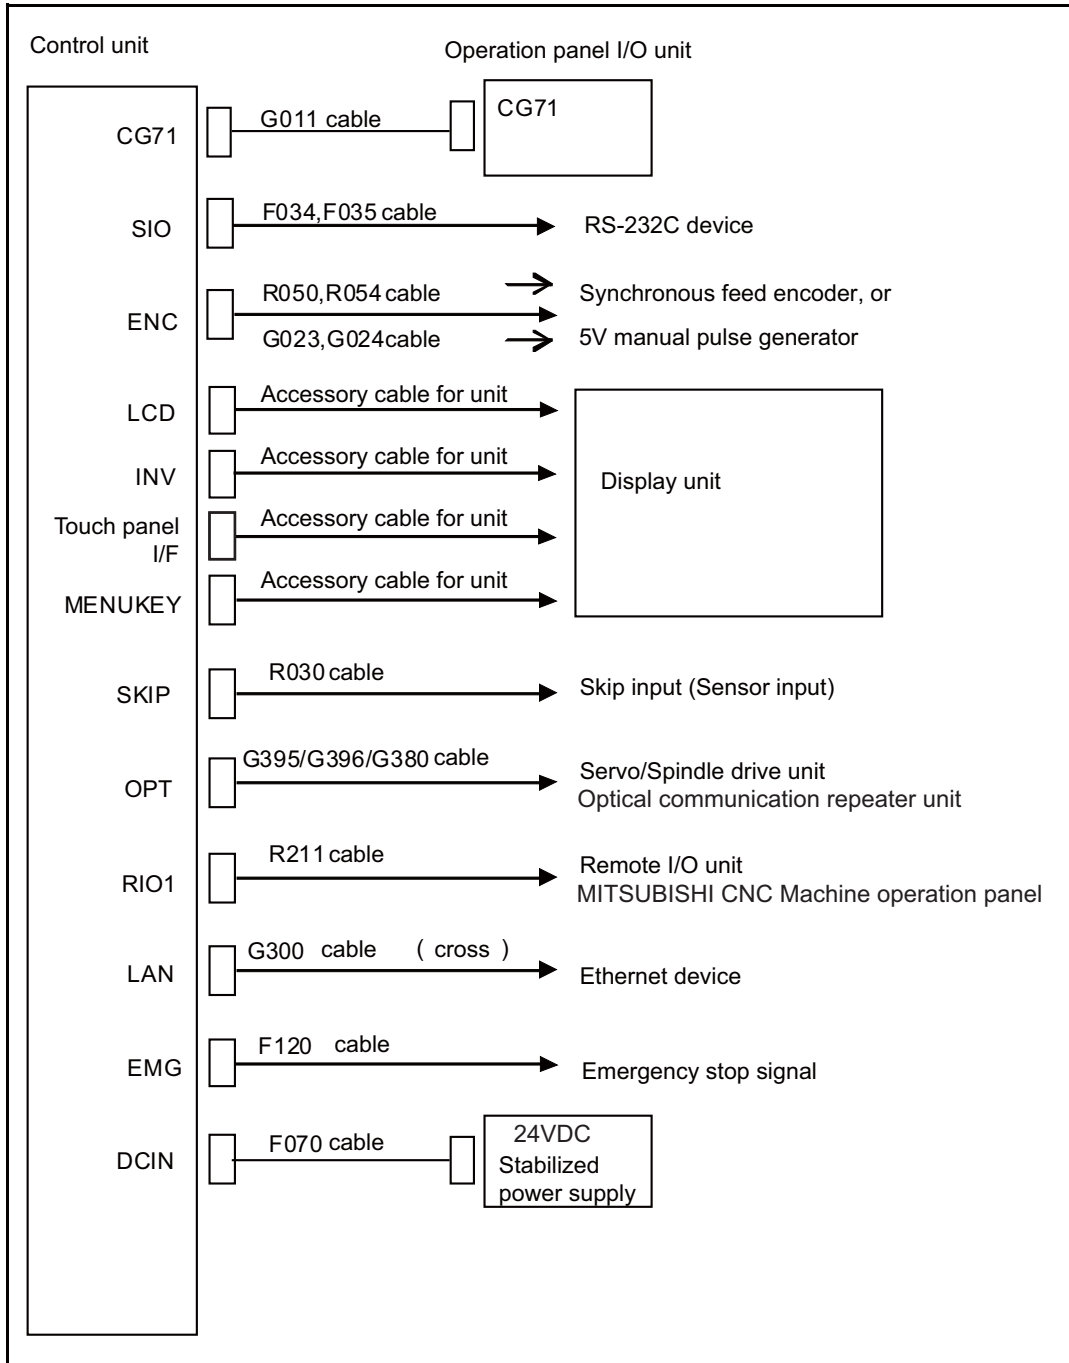 Control unit
Operation panel I/O unit
CG71
G011 cable
CG71
SIO
F034,F035 cable
RS-232C device
ENC
R050,R054 cable
Synchronous feed encoder, or
G023,G024cable
5V manual pulse generator
LCD
Accessory cable for unit
INV
Accessory cable for unit
Display unit
Touch panel
I/F
Accessory cable for unit
MENUKEY
Accessory cable for unit
SKIP
R030 cable
Skip input (Sensor input)
OPT
G395/G396/G380 cable
Servo/Spindle drive unit
Optical communication repeater unit
RIO1
R211 cable
Remote I/O unit
MITSUBISHI CNC Machine operation panel
LAN
G300 cable ( cross )
Ethernet device
EMG
F120 cable
Emergency stop signal
DCIN
F070 cable
24VDC
Stabilized
power supply